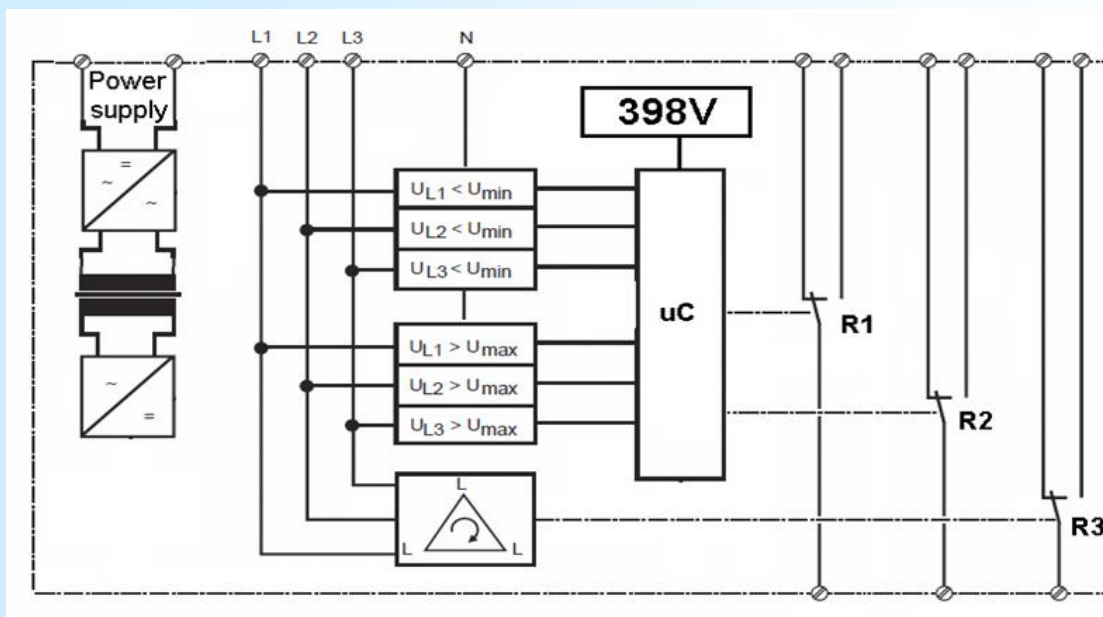 L1 L2 L3 N
Power
supply
398V
=
~
~
UL1 < Umin
UL2 < Umin
UL3 < Umin
uC
R1
UL1 > Umax
UL2 > Umax
UL3 > Umax
~
=
R2
L
L L
R3